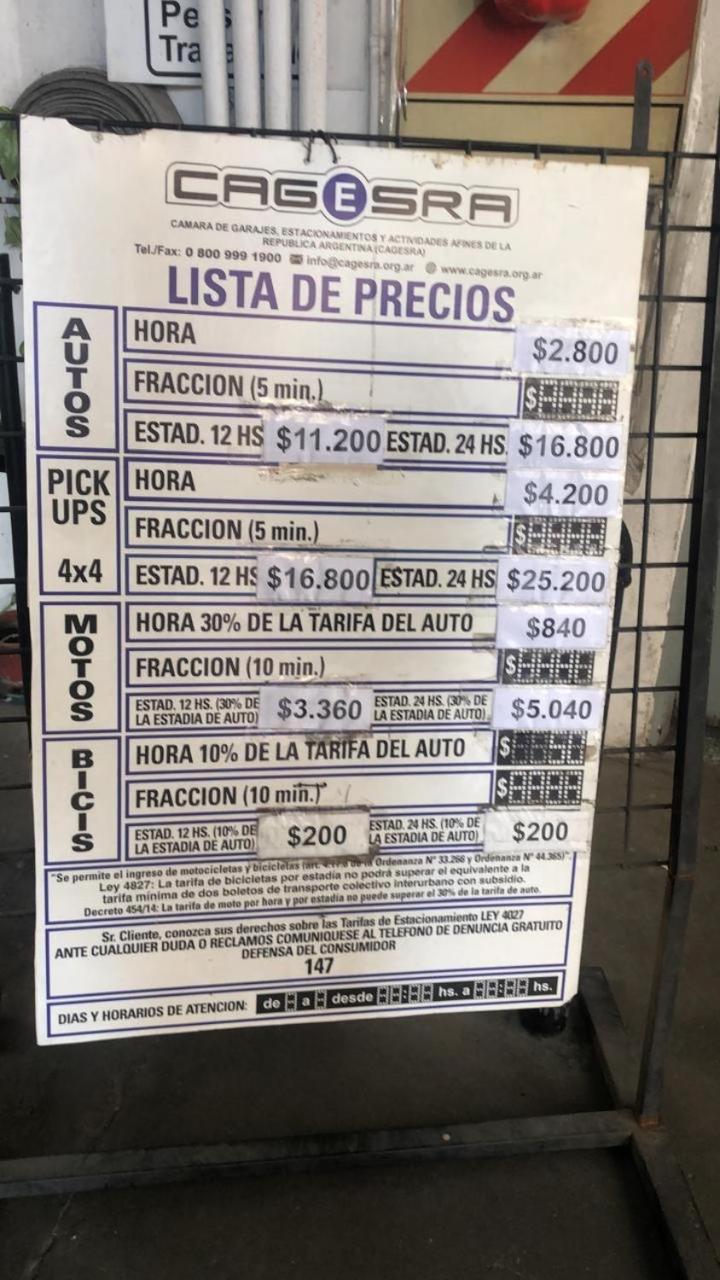 Pe
Tra
CAGESRA
CAMARA DE GARAJES, ESTACIONAMIENTOS Y ACTIVIDADES AFINES DE LA
REPUBLICA ARGENTINA (CAGESRA)
Tel./Fax: 0 800 999 1900 info@cagesra.org.ar www.cagesra.org.ar
LISTA DE PRECIOS
AUTOS
HORA $2.800
FRACCION (5 min.) $
ESTAD. 12 HS $11.200 ESTAD. 24 HS. $16.800
PICK UPS 4x4
HORA $4.200
FRACCION (5 min.) $
ESTAD. 12 HS $16.800 ESTAD. 24 HS $25.200
MOTOS
HORA 30% DE LA TARIFA DEL AUTO $840
FRACCION (10 min.) $
ESTAD. 12 HS. (30% DE LA ESTADIA DE AUTO) $3.360 ESTAD. 24 HS. (30% DE LA ESTADIA DE AUTO) $5.040
BICIS
HORA 10% DE LA TARIFA DEL AUTO $
FRACCION (10 min.) $
ESTAD. 12 HS. (10% DE LA ESTADIA DE AUTO) $200 ESTAD. 24 HS. (10% DE LA ESTADIA DE AUTO) $200
"Se permite el ingreso de motocicletas y bicicletas (art. de la Ordenanza N° 33.266 y Ordenanza N° 44.365)".
Ley 4827: La tarifa de bicicletas por estadía no podrá superar el equivalente a la
tarifa mínima de dos boletos de transporte colectivo interurbano con subsidio.
Decreto 454/14: La tarifa de moto por hora y por estadía no puede superar el 30% de la tarifa de auto.
Sr. Cliente, conozca sus derechos sobre las Tarifas de Estacionamiento LEY 4027
ANTE CUALQUIER DUDA O RECLAMOS COMUNIQUESE AL TELEFONO DE DENUNCIA GRATUITO
DEFENSA DEL CONSUMIDOR
147
DIAS Y HORARIOS DE ATENCION: de a desde : hs. a : hs.